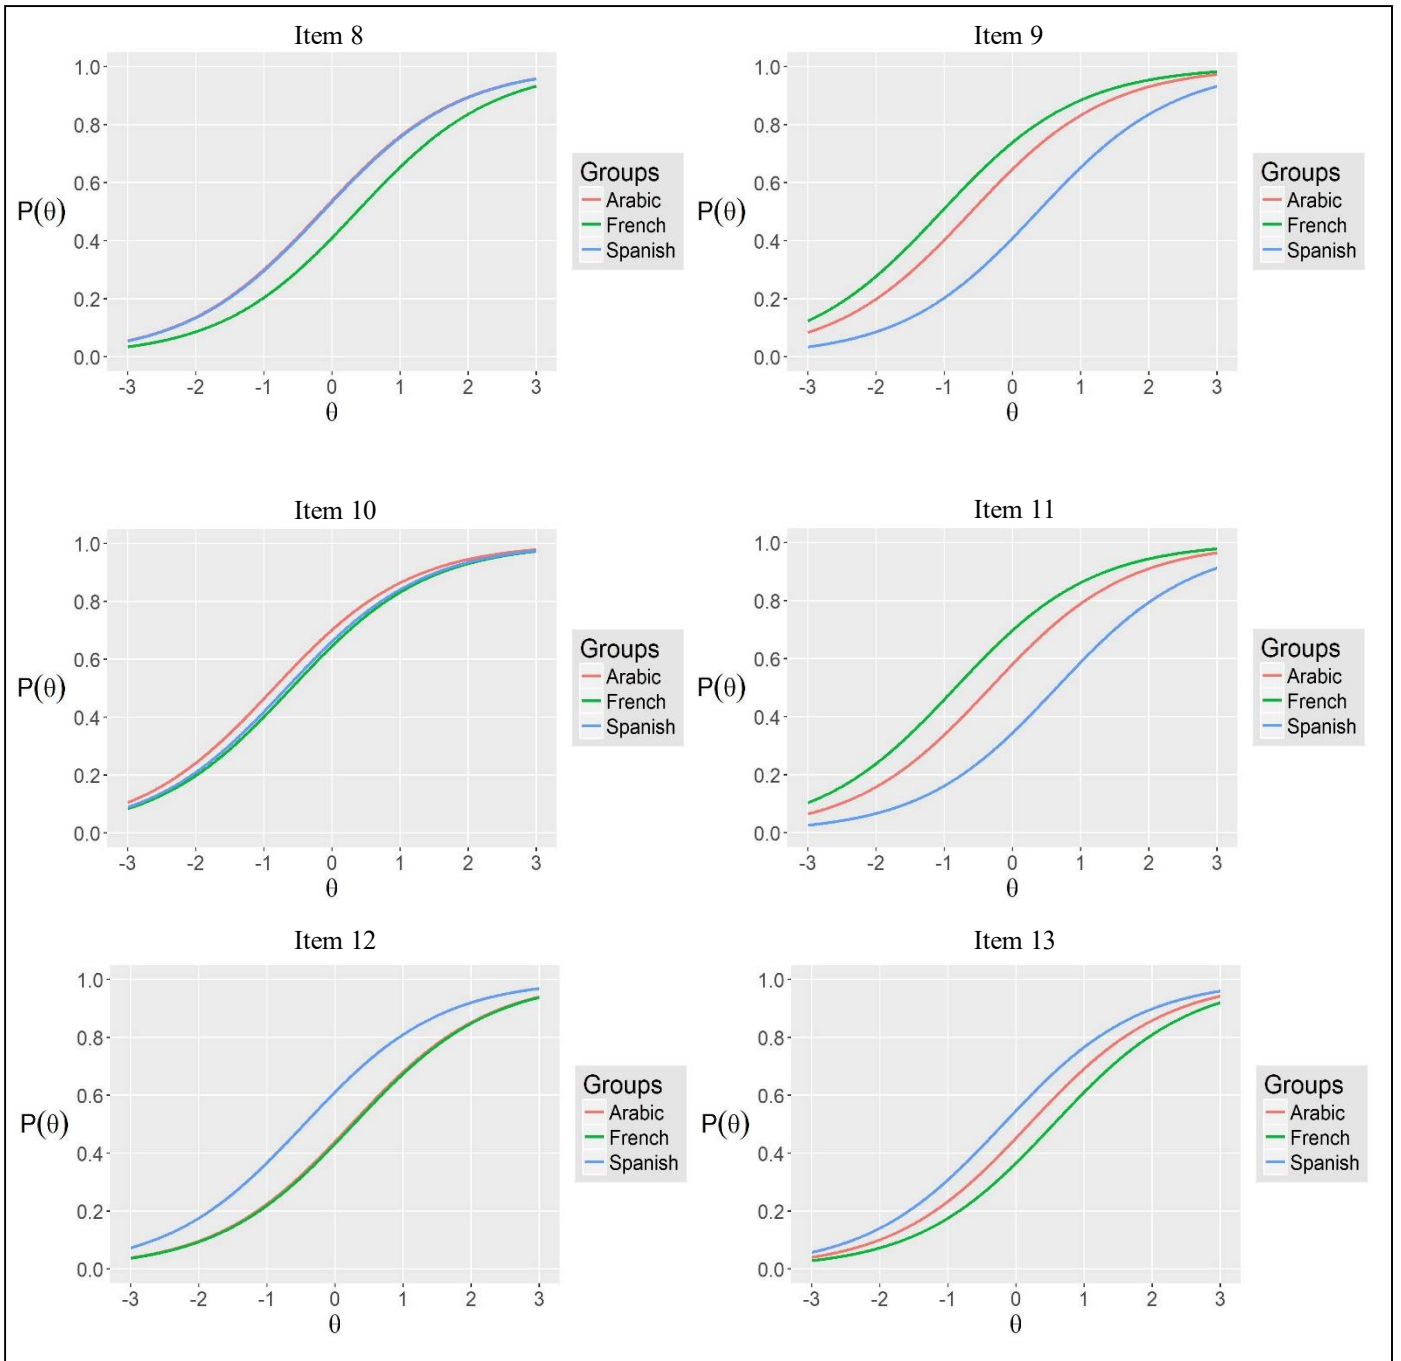 Item 8
1.0
0.8
0.6
0.4
0.2
0.0
P(θ)
-3 -2 -1 0 1 2 3
θ
Groups
Arabic
French
Spanish
Item 9
1.0
0.8
0.6
0.4
0.2
0.0
P(θ)
-3 -2 -1 0 1 2 3
θ
Groups
Arabic
French
Spanish
Item 10
1.0
0.8
0.6
0.4
0.2
0.0
P(θ)
-3 -2 -1 0 1 2 3
θ
Groups
Arabic
French
Spanish
Item 11
1.0
0.8
0.6
0.4
0.2
0.0
P(θ)
-3 -2 -1 0 1 2 3
θ
Groups
Arabic
French
Spanish
Item 12
1.0
0.8
0.6
0.4
0.2
0.0
P(θ)
-3 -2 -1 0 1 2 3
θ
Groups
Arabic
French
Spanish
Item 13
1.0
0.8
0.6
0.4
0.2
0.0
P(θ)
-3 -2 -1 0 1 2 3
θ
Groups
Arabic
French
Spanish